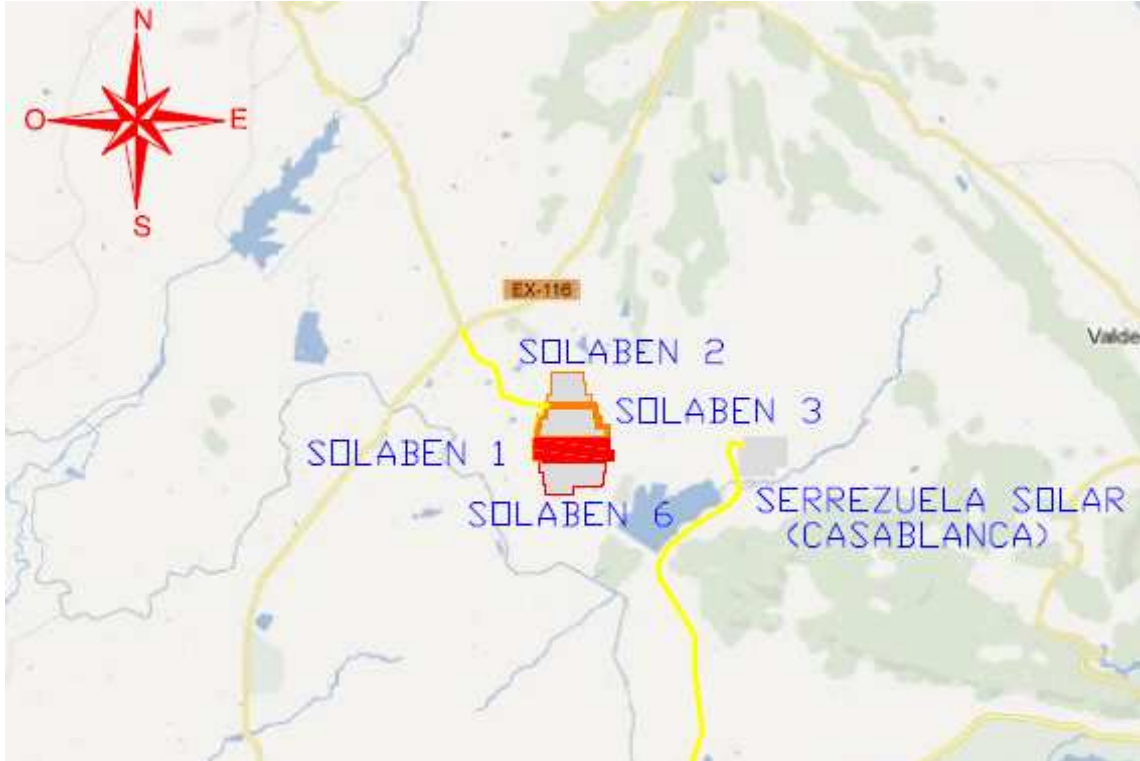 N
O
E
S
EX-116
Valde
SOLABEN 2
SOLABEN 3
SOLABEN 1
SERREZUELA SOLAR
(CASABLANCA)
SOLABEN 6